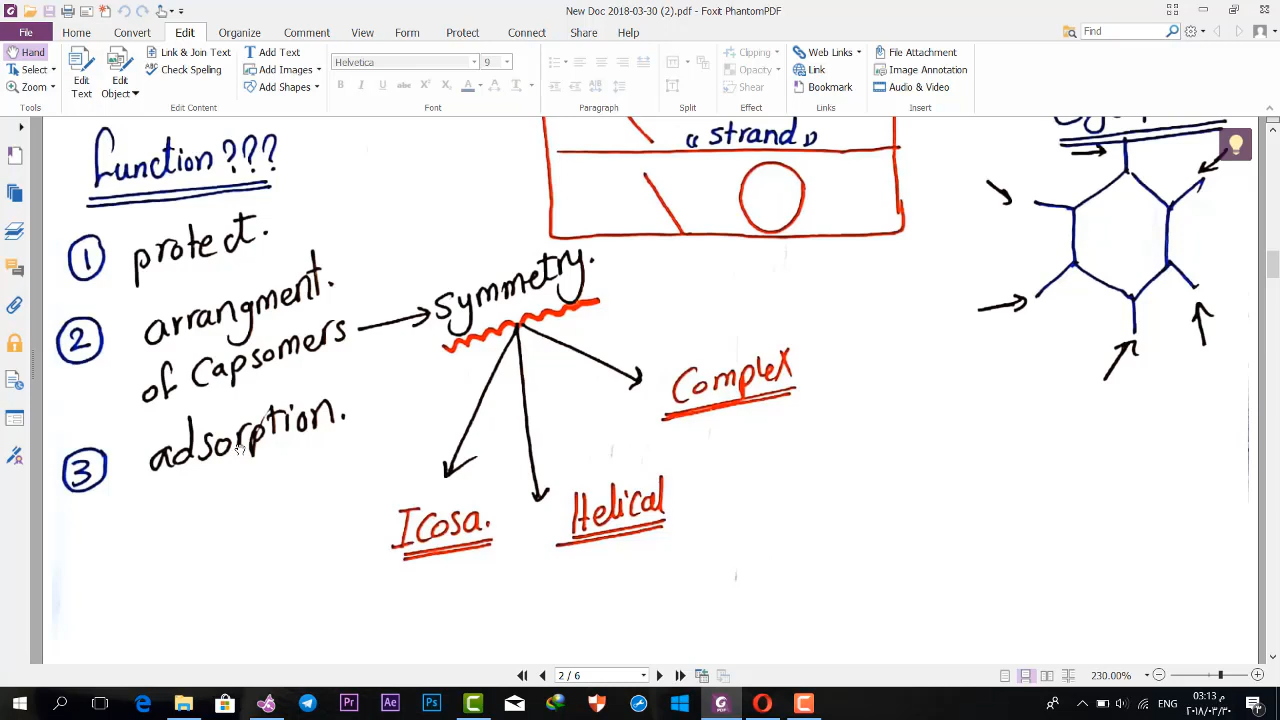 New Doc 2018-03-30 (2).pdf - Foxit PhantomPDF
File Home Convert Edit Organize Comment View Form Protect Connect Share Help Find
Hand
Select
Zoom
Edit Text
Edit Object
Link & Join Text
Check Spelling
Add Text
Add Images
Add Shapes
Helvetica 9
Clipping
Opacity
Shear
Web Links
Link
Bookmark
File Attachment
Image Annotation
Audio & Video
Tools Edit Content Font Paragraph Split Effect Links Insert
Function ???
« strand »
1 protect.
2 arrangment.
of Capsomers
Symmetry.
Complex
3 adsorption.
Icosa.
Helical
2 / 6
230.00%
03:13 م
٢٠١٨/٠٣/٣٠